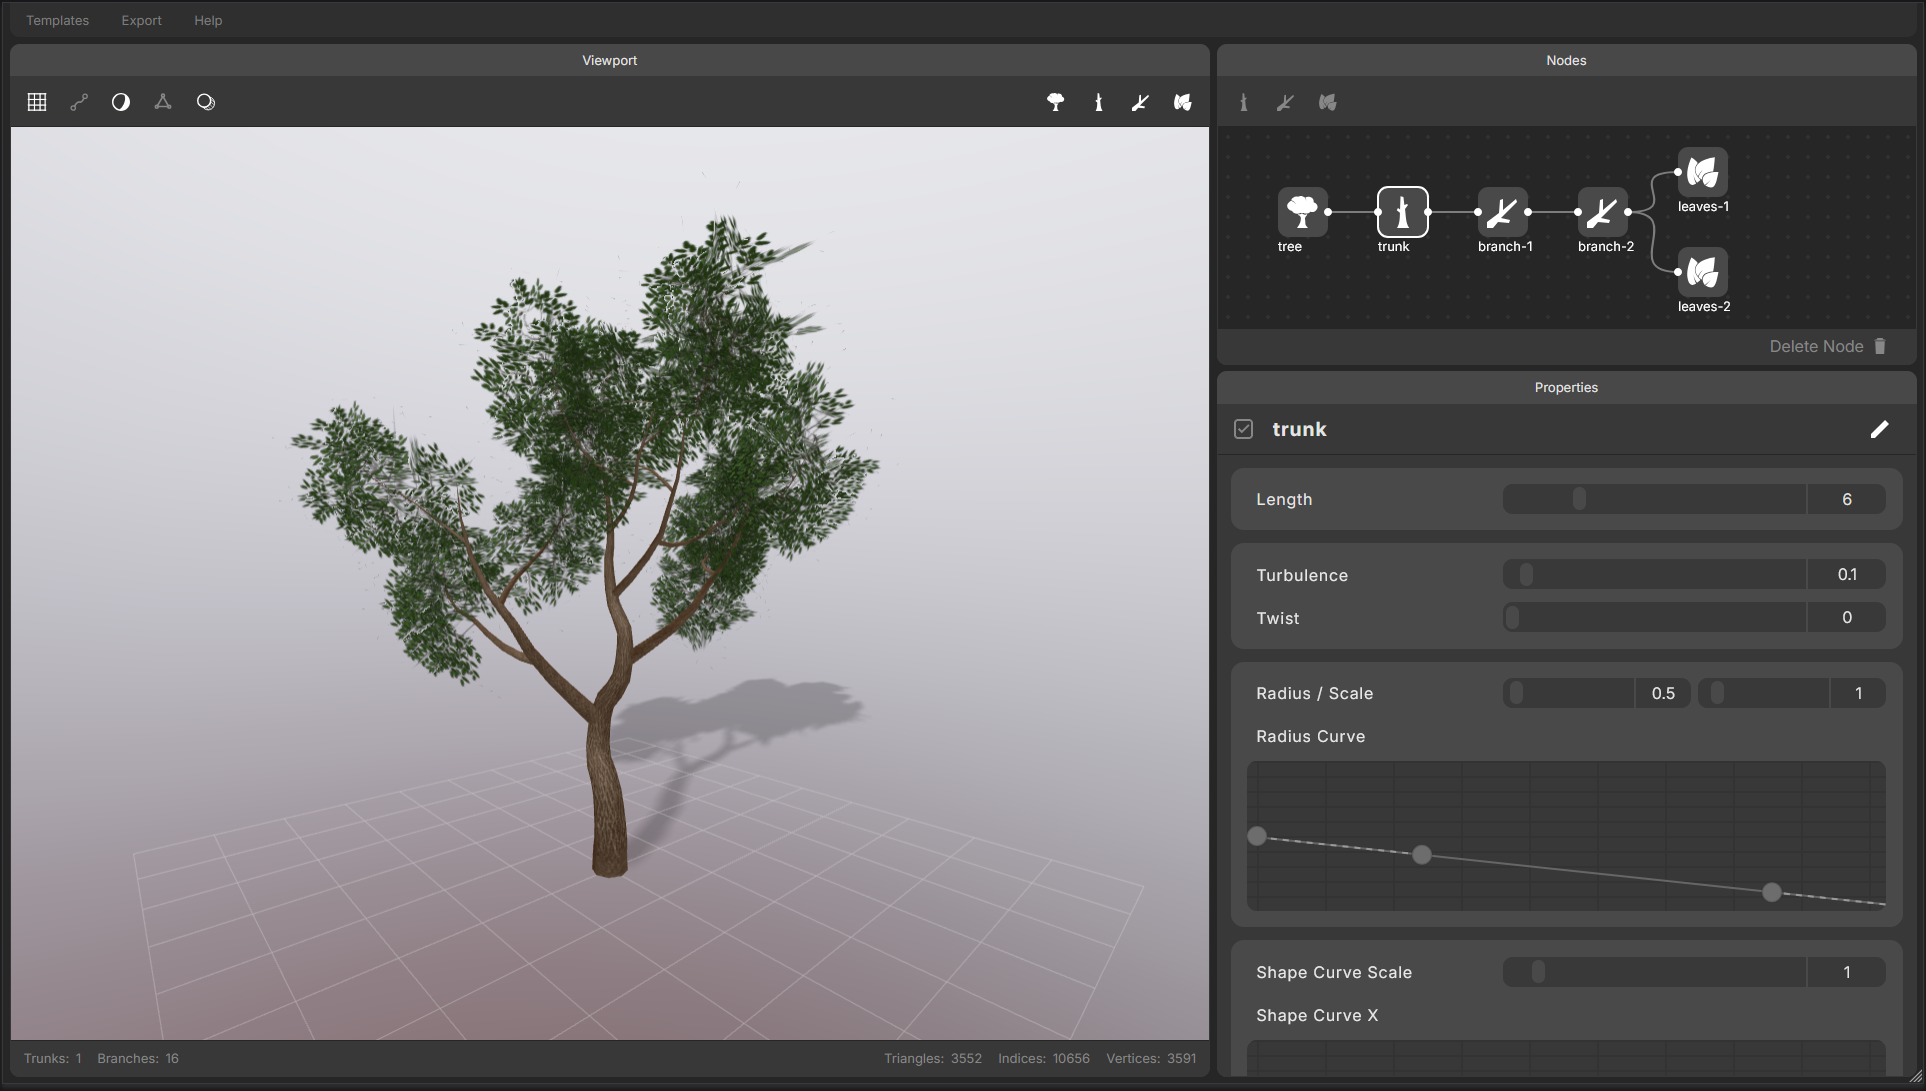 Templates Export Help
Viewport
Nodes
tree
trunk
branch-1
branch-2
leaves-1
leaves-2
Delete Node
Properties
trunk
Length 6
Turbulence 0.1
Twist 0
Radius / Scale 0.5 1
Radius Curve
Shape Curve Scale 1
Shape Curve X
Trunks: 1 Branches: 16 Triangles: 3552 Indices: 10656 Vertices: 3591